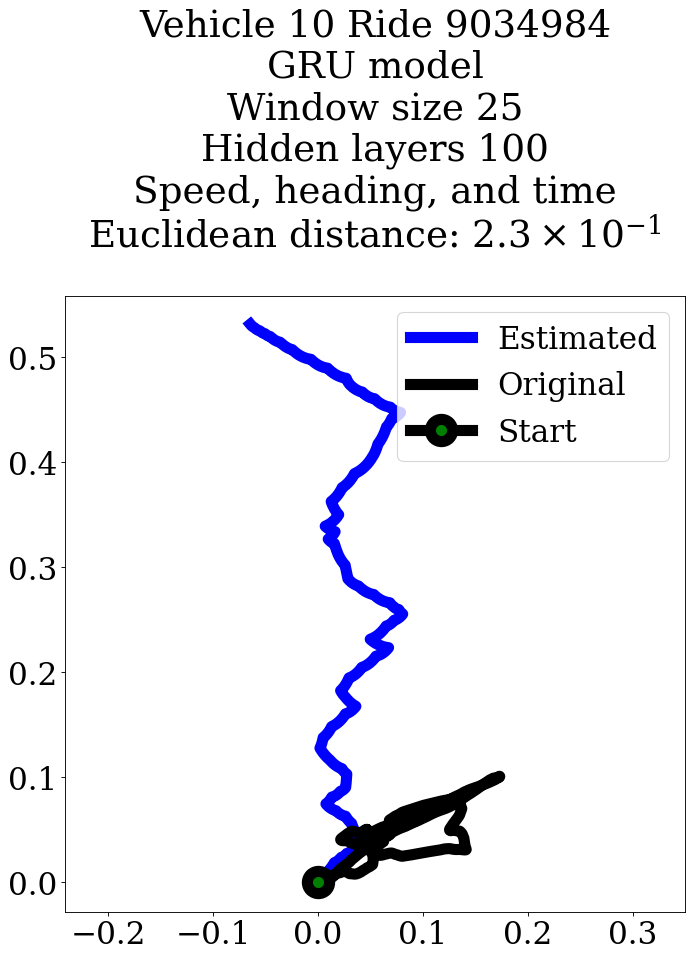 Vehicle 10 Ride 9034984
GRU model
Window size 25
Hidden layers 100
Speed, heading, and time
Euclidean distance: 2.3 × 10⁻¹
Estimated
Original
Start
0.5
0.4
0.3
0.2
0.1
0.0
−0.2 −0.1 0.0 0.1 0.2 0.3